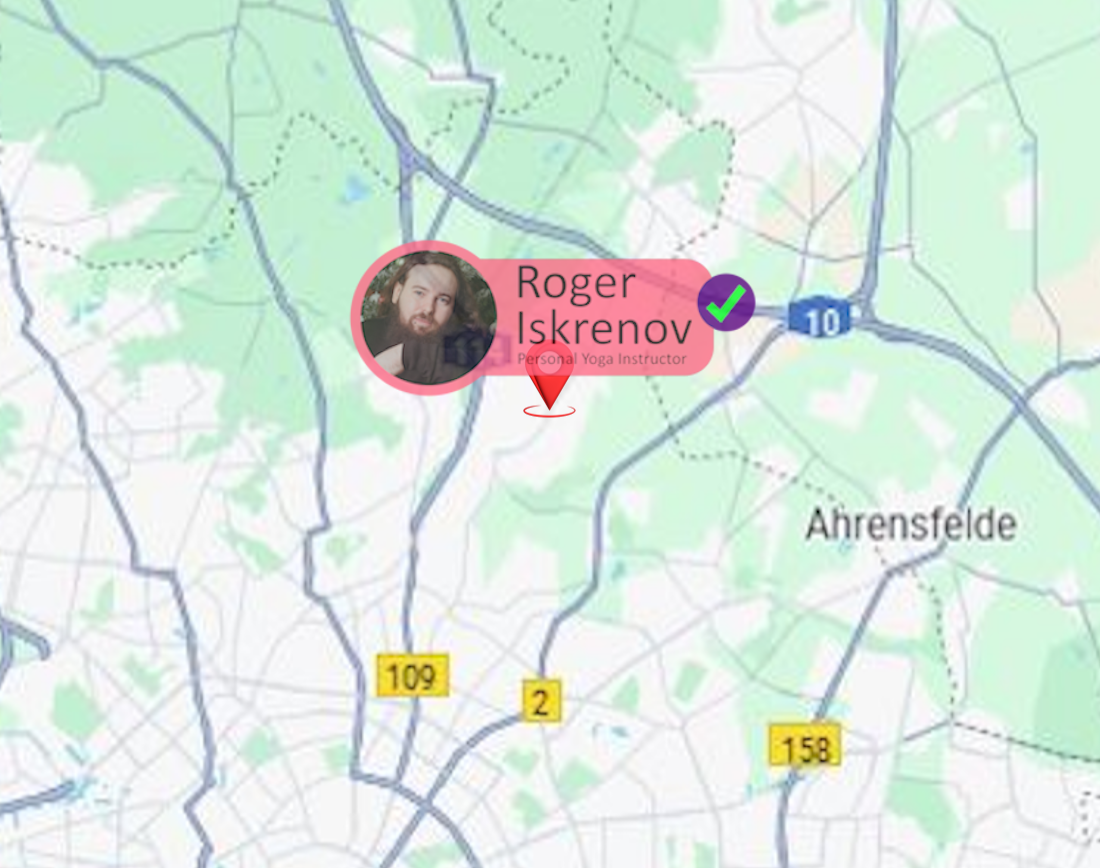 Roger
Iskrenov
Personal Yoga Instructor
10
Ahrensfelde
109
2
158